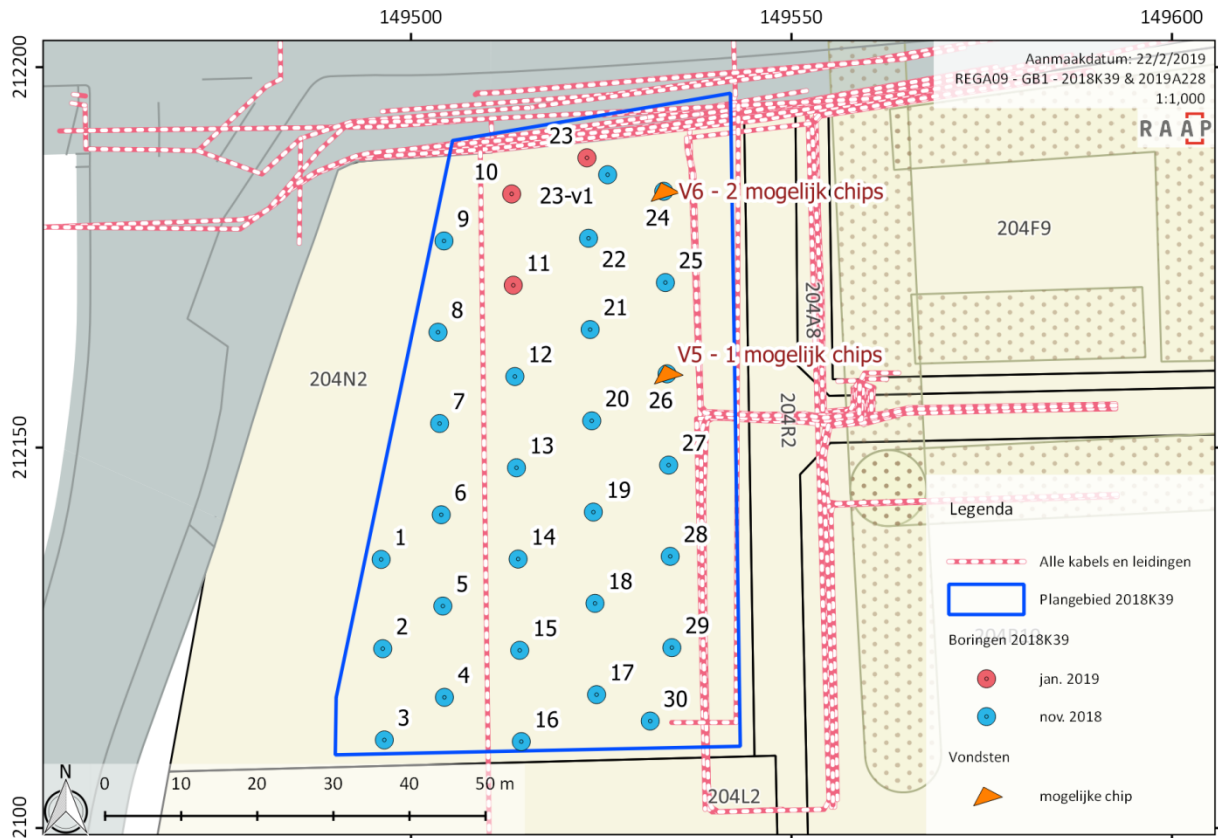 149500
149550
149600
212200
212150
212100
Aanmaakdatum: 22/2/2019
REGA09 - GB1 - 2018K39 & 2019A228
1:1,000
RAAP
23
10
23-v1
V6 - 2 mogelijk chips
24
9
22
25
204F9
11
21
204A8
8
V5 - 1 mogelijk chips
12
204N2
26
20
204R2
7
27
13
6
19
1
14
28
5
18
2
15
29
4
17
30
3
16
204L2
Legenda
Alle kabels en leidingen
Plangebied 2018K39
Boringen 2018K39
jan. 2019
nov. 2018
Vondsten
mogelijke chip
N
0 10 20 30 40 50 m